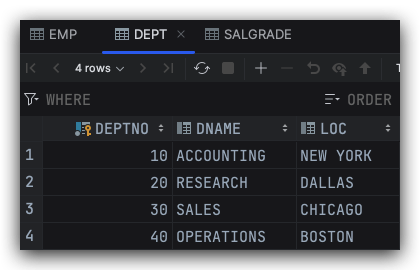 EMP DEPT × SALGRADE
4 rows
WHERE ORDER
DEPTNO DNAME LOC
1 10 ACCOUNTING NEW YORK
2 20 RESEARCH DALLAS
3 30 SALES CHICAGO
4 40 OPERATIONS BOSTON